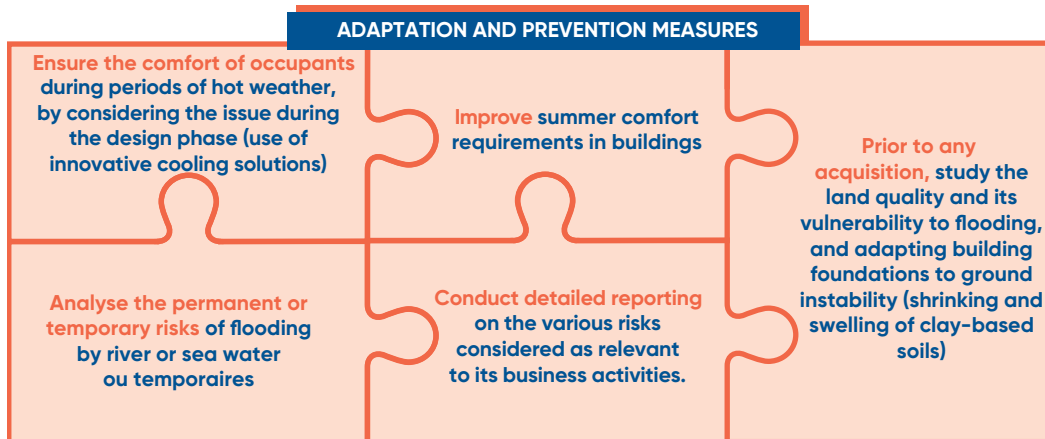 ADAPTATION AND PREVENTION MEASURES
Ensure the comfort of occupants
during periods of hot weather,
by considering the issue during
the design phase (use of
innovative cooling solutions)
Improve summer comfort
requirements in buildings
Prior to any
acquisition, study the
land quality and its
vulnerability to flooding,
and adapting building
foundations to ground
instability (shrinking and
swelling of clay-based
soils)
Analyse the permanent or
temporary risks of flooding
by river or sea water
ou temporaires
Conduct detailed reporting
on the various risks
considered as relevant
to its business activities.